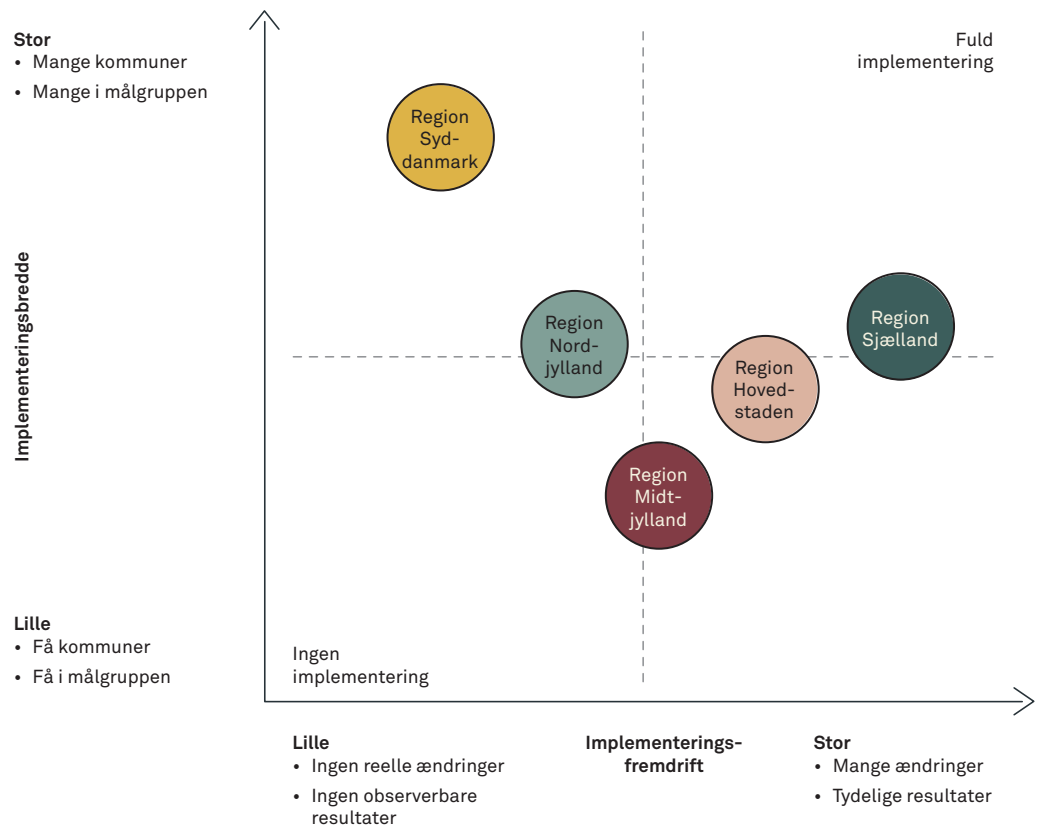 Stor
• Mange kommuner
• Mange i målgruppen
Fuld
implementering
Region
Syd-
danmark
Implementeringsbredde
Region
Nord-
jylland
Region
Sjælland
Region
Hoved-
staden
Region
Midt-
jylland
Lille
• Få kommuner
• Få i målgruppen
Ingen
implementering
Lille
• Ingen reelle ændringer
• Ingen observerbare
resultater
Implementerings-
fremdrift
Stor
• Mange ændringer
• Tydelige resultater